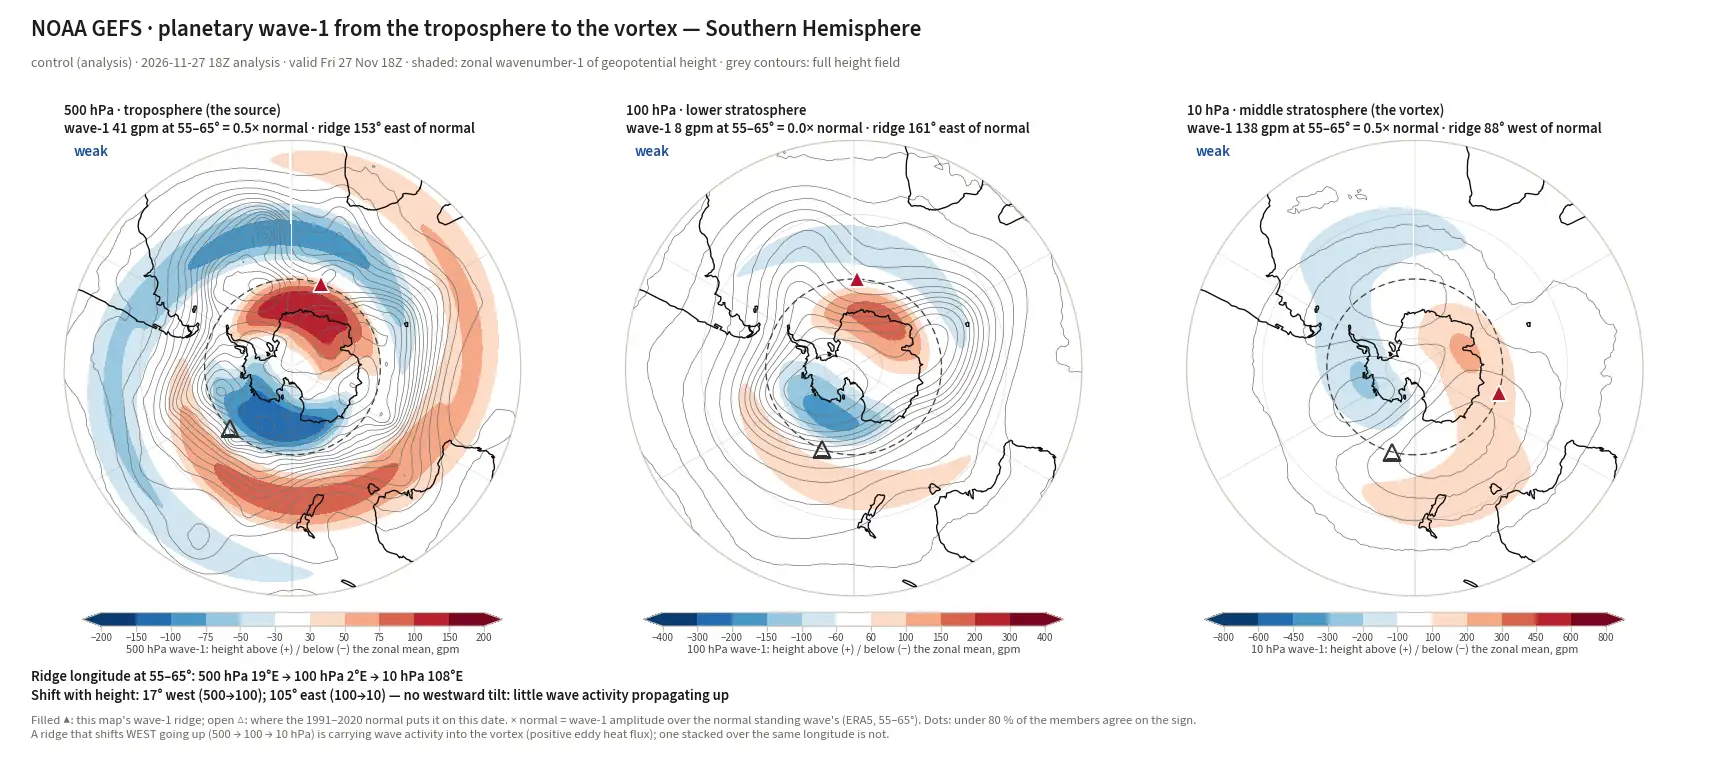 NOAA GEFS · planetary wave-1 from the troposphere to the vortex — Southern Hemisphere
control (analysis) · 2026-11-27 18Z analysis · valid Fri 27 Nov 18Z · shaded: zonal wavenumber-1 of geopotential height · grey contours: full height field
500 hPa · troposphere (the source)
wave-1 41 gpm at 55–65° = 0.5× normal · ridge 153° east of normal
weak
100 hPa · lower stratosphere
wave-1 8 gpm at 55–65° = 0.0× normal · ridge 161° east of normal
weak
10 hPa · middle stratosphere (the vortex)
wave-1 138 gpm at 55–65° = 0.5× normal · ridge 88° west of normal
weak
−200 −150 −100 −75 −50 −30 30 50 75 100 150 200
500 hPa wave-1: height above (+) / below (−) the zonal mean, gpm
−400 −300 −200 −150 −100 −60 60 100 150 200 300 400
100 hPa wave-1: height above (+) / below (−) the zonal mean, gpm
−800 −600 −450 −300 −200 −100 100 200 300 450 600 800
10 hPa wave-1: height above (+) / below (−) the zonal mean, gpm
Ridge longitude at 55–65°: 500 hPa 19°E → 100 hPa 2°E → 10 hPa 108°E
Shift with height: 17° west (500→100); 105° east (100→10) — no westward tilt: little wave activity propagating up
Filled ▲: this map's wave-1 ridge; open △: where the 1991–2020 normal puts it on this date. × normal = wave-1 amplitude over the normal standing wave's (ERA5, 55–65°). Dots: under 80 % of the members agree on the sign.
A ridge that shifts WEST going up (500 → 100 → 10 hPa) is carrying wave activity into the vortex (positive eddy heat flux); one stacked over the same longitude is not.